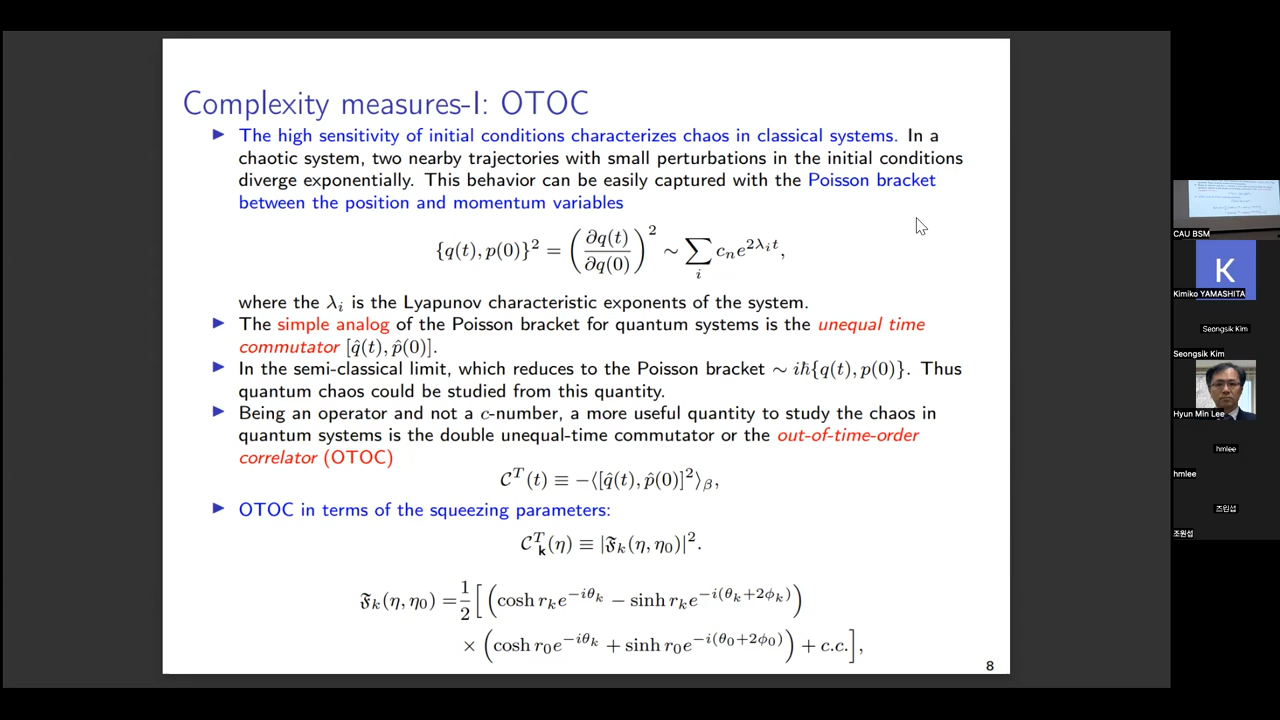 Complexity measures-I: OTOC
▶ The high sensitivity of initial conditions characterizes chaos in classical systems. In a
chaotic system, two nearby trajectories with small perturbations in the initial conditions
diverge exponentially. This behavior can be easily captured with the Poisson bracket
between the position and momentum variables
{q(t), p(0)}² = (∂q(t)/∂q(0))² ∼ ∑_i c_n e^{2λ_i t},
where the λ_i is the Lyapunov characteristic exponents of the system.
▶ The simple analog of the Poisson bracket for quantum systems is the unequal time
commutator [q̂(t), p̂(0)].
▶ In the semi-classical limit, which reduces to the Poisson bracket ∼ iħ{q(t), p(0)}. Thus
quantum chaos could be studied from this quantity.
▶ Being an operator and not a c-number, a more useful quantity to study the chaos in
quantum systems is the double unequal-time commutator or the out-of-time-order
correlator (OTOC)
𝒞^T(t) ≡ −⟨[q̂(t), p̂(0)]²⟩_β,
▶ OTOC in terms of the squeezing parameters:
𝒞^T_𝐤(η) ≡ |𝔉_k(η, η_0)|².
𝔉_k(η, η_0) = 1/2 [ (cosh r_k e^{−iθ_k} − sinh r_k e^{−i(θ_k+2ϕ_k)})
× (cosh r_0 e^{−iθ_k} + sinh r_0 e^{−i(θ_0+2ϕ_0)}) + c.c. ],
8
CAU BSM
K
Kimiko YAMASHITA
Seongsik Kim
Seongsik Kim
Hyun Min Lee
hmlee
hmlee
조원섭
조원섭